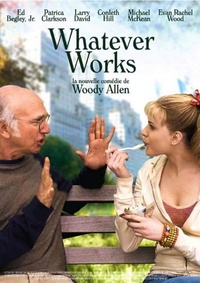 Ed Begley, Jr. Patricia Clarkson Larry David Conleth Hill Michael McKean Evan Rachel Wood
Whatever
Works
la nouvelle comédie de
Woody Allen